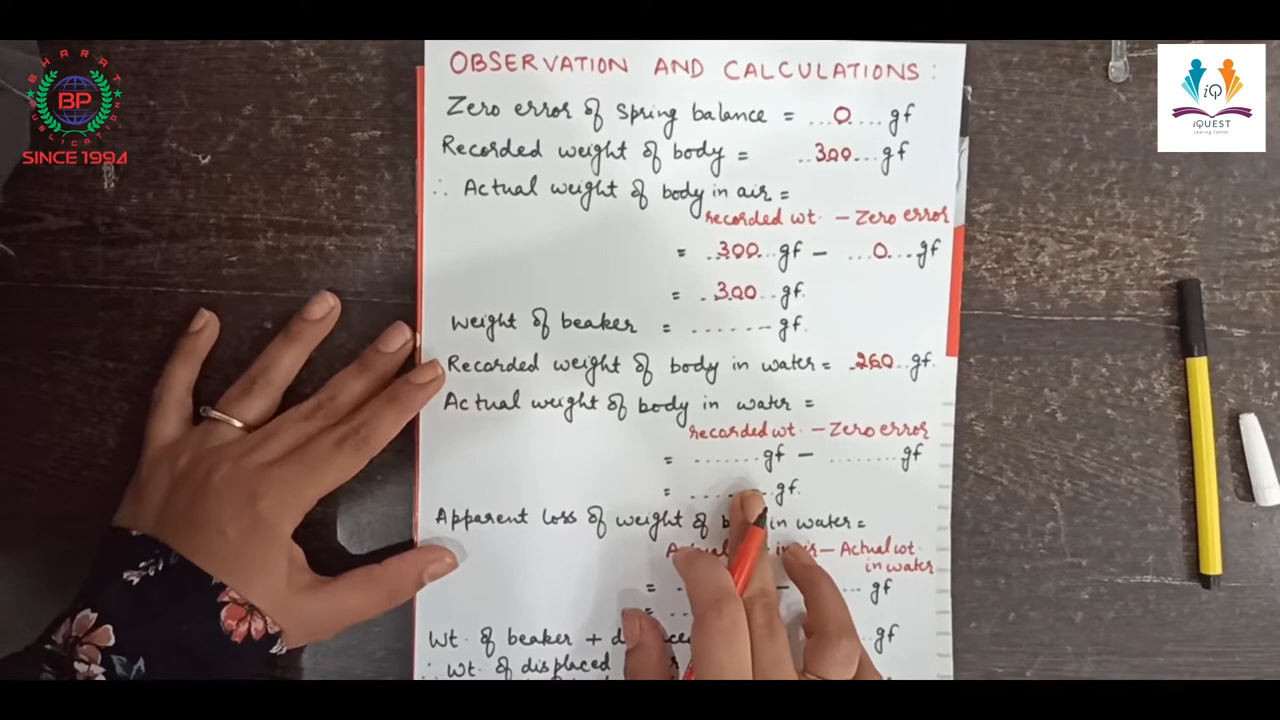 BHARAT
BP
PUBLICATION
SINCE 1994
iQ
iQUEST
Learing Center
OBSERVATION AND CALCULATIONS :
Zero error of spring balance = ...0.... gf
Recorded weight of body = ..300...gf
∴ Actual weight of body in air =
recorded wt. – Zero error
= .300...gf – ...0...gf
= .300..gf.
Weight of beaker = .......gf.
Recorded weight of body in water = .260..gf.
Actual weight of body in water =
recorded wt. – Zero error
= .......gf – ........gf
= ........gf.
Apparent loss of weight of in water =
– Actual wt.
in water
= – gf
=
Wt. of beaker + gf
∴ Wt. of displaced